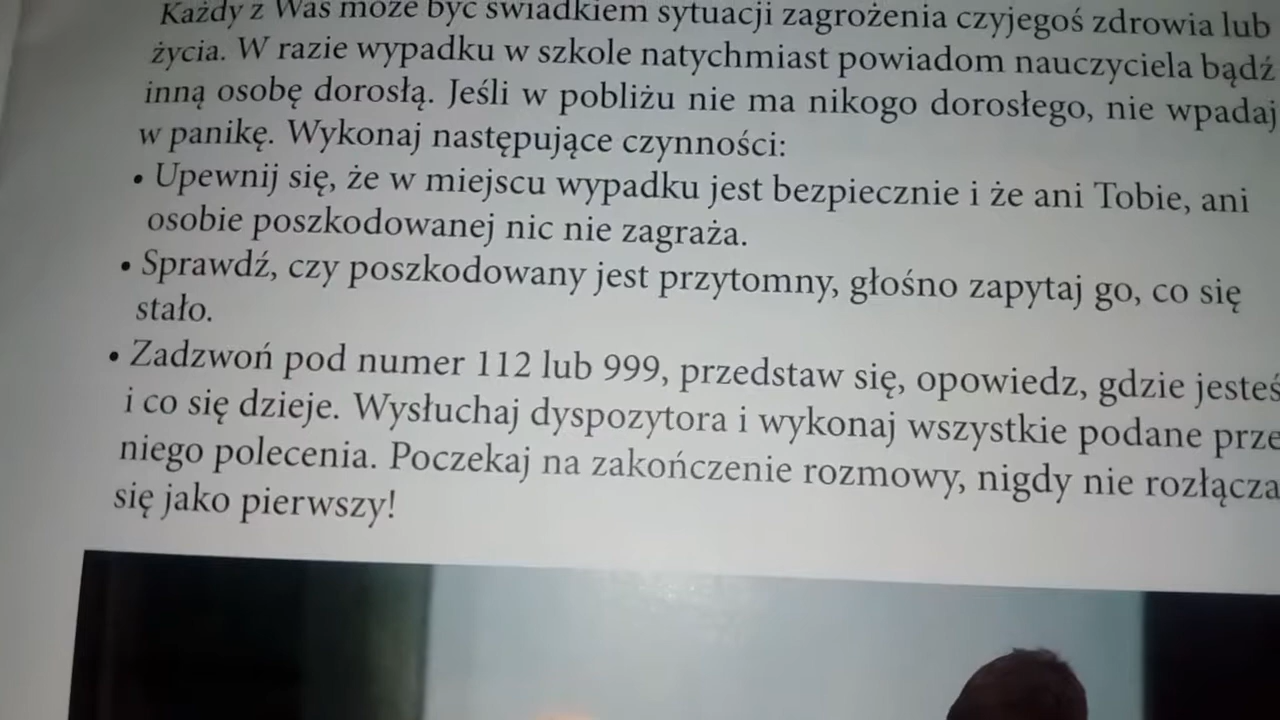 Każdy z Was może być świadkiem sytuacji zagrożenia czyjegoś zdrowia lub
życia. W razie wypadku w szkole natychmiast powiadom nauczyciela bądź
inną osobę dorosłą. Jeśli w pobliżu nie ma nikogo dorosłego, nie wpadaj
w panikę. Wykonaj następujące czynności:
• Upewnij się, że w miejscu wypadku jest bezpiecznie i że ani Tobie, ani
osobie poszkodowanej nic nie zagraża.
• Sprawdź, czy poszkodowany jest przytomny, głośno zapytaj go, co się
stało.
• Zadzwoń pod numer 112 lub 999, przedstaw się, opowiedz, gdzie jesteś
i co się dzieje. Wysłuchaj dyspozytora i wykonaj wszystkie podane prze
niego polecenia. Poczekaj na zakończenie rozmowy, nigdy nie rozłącza
się jako pierwszy!